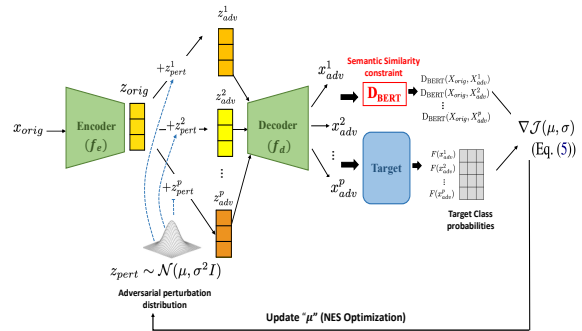 x_orig
Encoder
(f_e)
z_orig
+z^1_pert
+z^2_pert
+z^p_pert
z^1_adv
z^2_adv
⋮
z^p_adv
Decoder
(f_d)
x^1_adv
x^2_adv
⋮
x^p_adv
Semantic Similarity
constraint
D_BERT
D_BERT(X_orig, X^1_adv)
D_BERT(X_orig, X^2_adv)
⋮
D_BERT(X_orig, X^p_adv)
Target
F(x^1_adv)
F(x^2_adv)
⋮
F(x^p_adv)
Target Class
probabilities
∇J(μ, σ)
(Eq. (5))
z_pert ∼ N(μ, σ²I)
Adversarial perturbation
distribution
Update "μ" (NES Optimization)